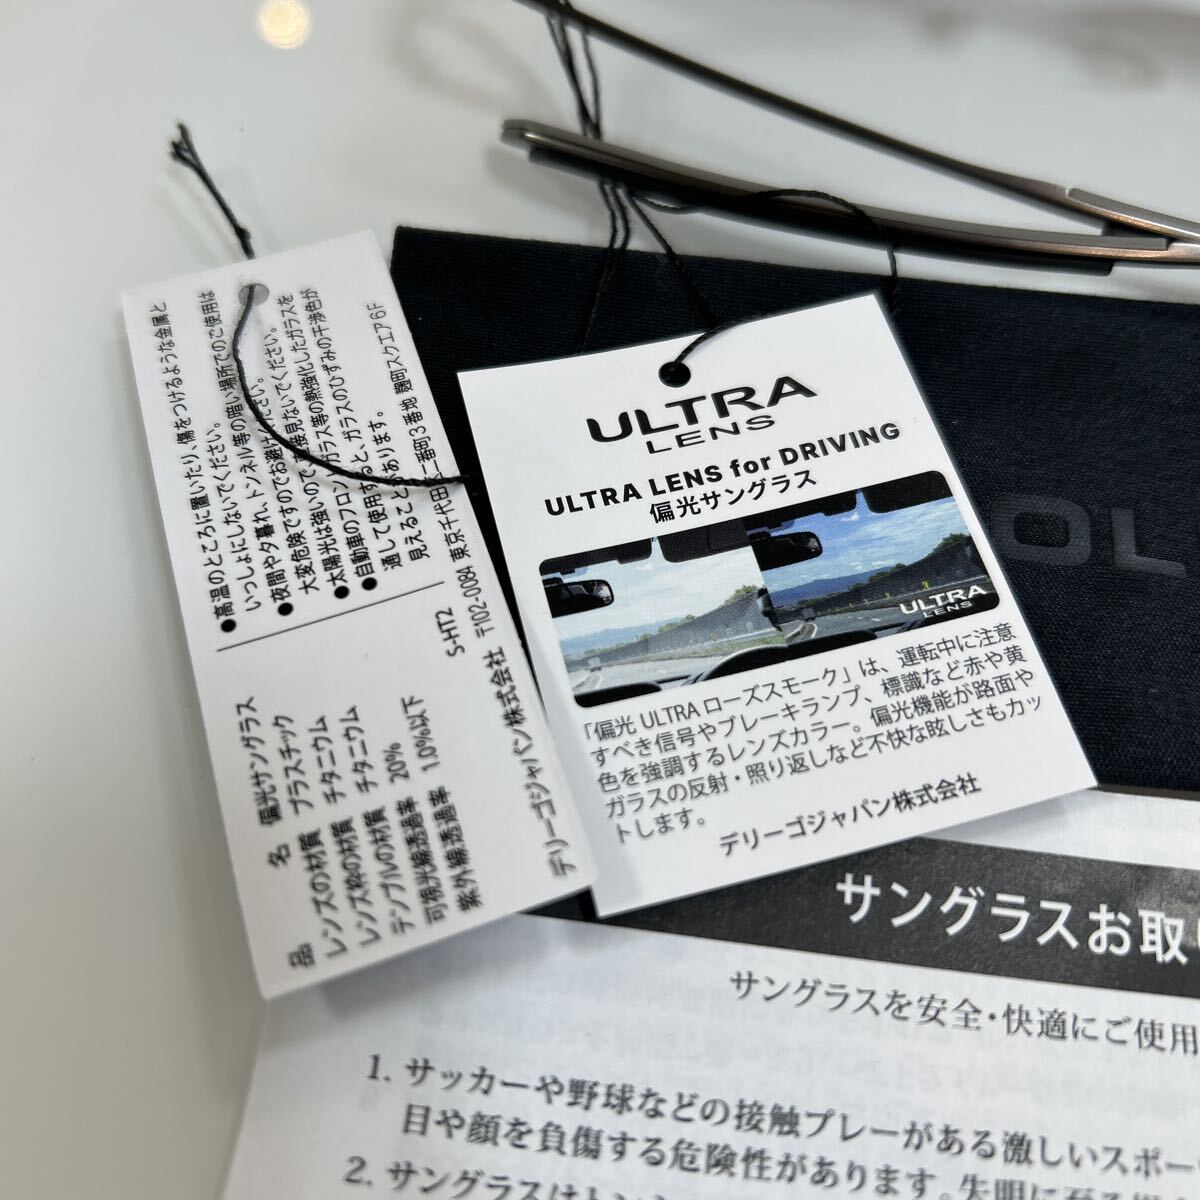 ●高温のところに置いたり、傷をつけるような金属と
いっしょにしないでください。
●夜間や夕暮れ、トンネル等の暗い場所でのご使用は
大変危険ですのでお避けください。
●太陽光は強いので直接見ないでください。
●自動車のフロントガラス等の熱強化したガラスを
通して使用すると、ガラスのひずみの干渉色が
見えることがあります。
品 名 偏光サングラス
レンズの材質 プラスチック
レンズ枠の材質 チタニウム
テンプルの材質 チタニウム
可視光線透過率 20%
紫外線透過率 1.0%以下
S-HT2
デリーゴジャパン株式会社 〒102-0084 東京千代田区二番町3番地 麹町スクエア6F
ULTRA
LENS
ULTRA LENS for DRIVING
偏光サングラス
ULTRA
LENS
「偏光 ULTRA ローズスモーク」は、運転中に注意
すべき信号やブレーキランプ、標識など赤や黄
色を強調するレンズカラー。偏光機能が路面や
ガラスの反射・照り返しなど不快な眩しさもカッ
トします。
デリーゴジャパン株式会社
OL
サングラスお取
サングラスを安全・快適にご使用
1. サッカーや野球などの接触プレーがある激しいスポー
目や顔を負傷する危険性があります。失明に
2. サングラスは